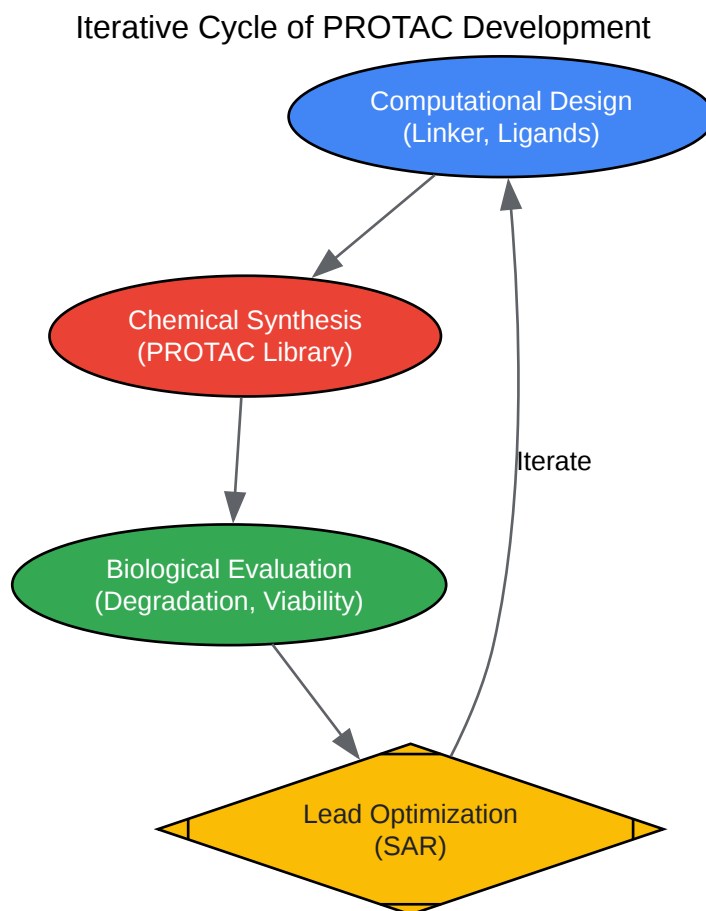 Iterative Cycle of PROTAC Development
Computational Design
(Linker, Ligands)
Chemical Synthesis
(PROTAC Library)
Iterate
Biological Evaluation
(Degradation, Viability)
Lead Optimization
(SAR)